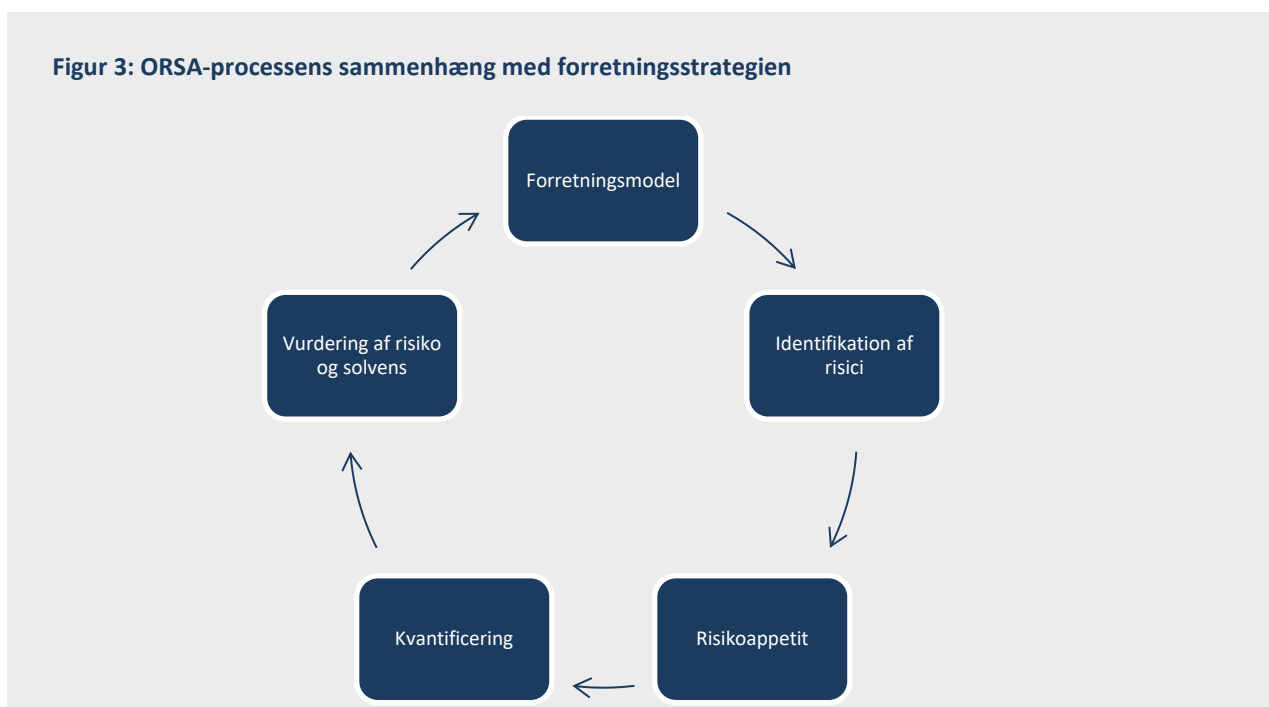 Figur 3: ORSA-processens sammenhæng med forretningsstrategien
Forretningsmodel
Identifikation af
risici
Risikoappetit
Kvantificering
Vurdering af risiko
og solvens